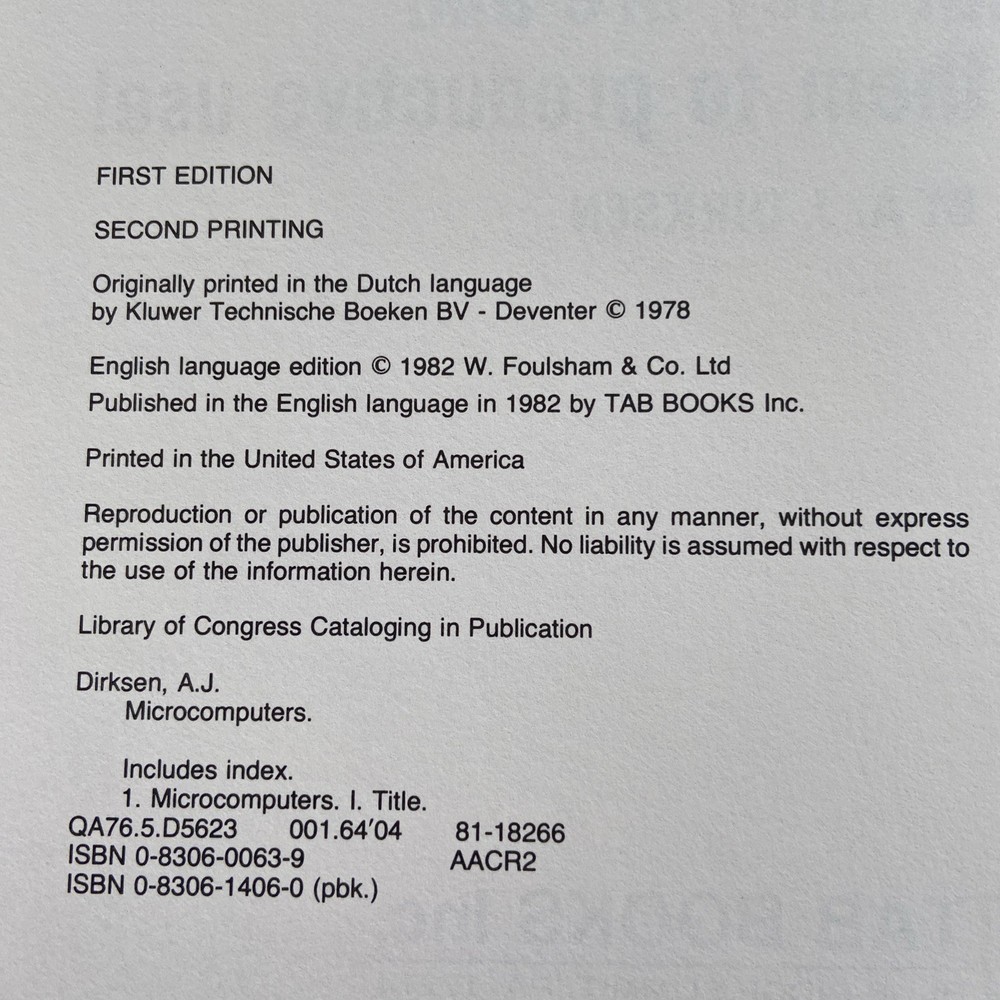 FIRST EDITION
SECOND PRINTING
Originally printed in the Dutch language
by Kluwer Technische Boeken BV - Deventer © 1978
English language edition © 1982 W. Foulsham & Co. Ltd
Published in the English language in 1982 by TAB BOOKS Inc.
Printed in the United States of America
Reproduction or publication of the content in any manner, without express
permission of the publisher, is prohibited. No liability is assumed with respect to
the use of the information herein.
Library of Congress Cataloging in Publication
Dirksen, A.J.
Microcomputers.
Includes index.
1. Microcomputers. I. Title.
QA76.5.D5623 001.64'04 81-18266
ISBN 0-8306-0063-9 AACR2
ISBN 0-8306-1406-0 (pbk.)